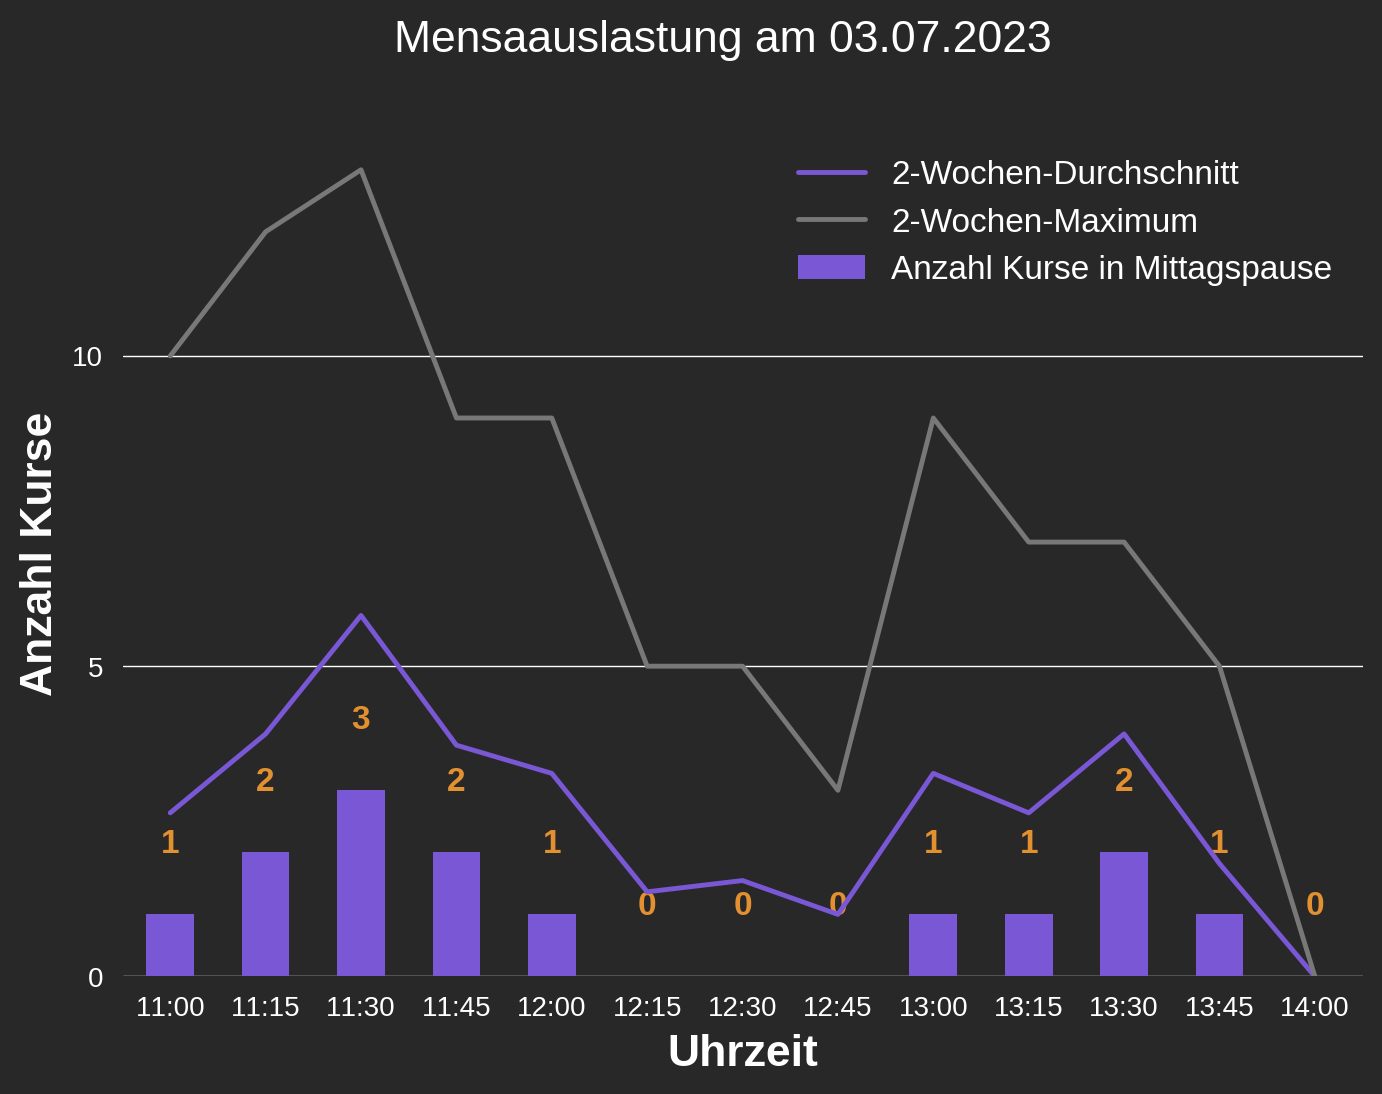 Mensaauslastung am 03.07.2023
2-Wochen-Durchschnitt
2-Wochen-Maximum
Anzahl Kurse in Mittagspause
Anzahl Kurse
10
5
0
1
2
3
2
1
0
0
0
1
1
2
1
0
11:00 11:15 11:30 11:45 12:00 12:15 12:30 12:45 13:00 13:15 13:30 13:45 14:00
Uhrzeit